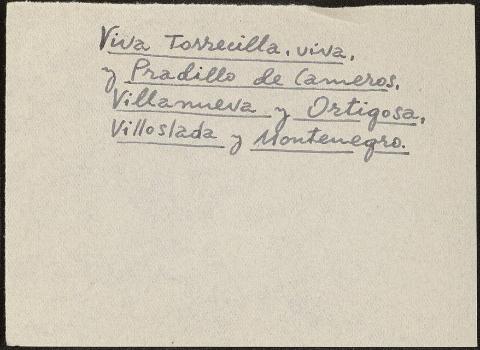 Viva Torrecilla, viva,
y Pradillo de Cameros,
Villanueva y Ortigosa,
Villoslada y Montenegro.